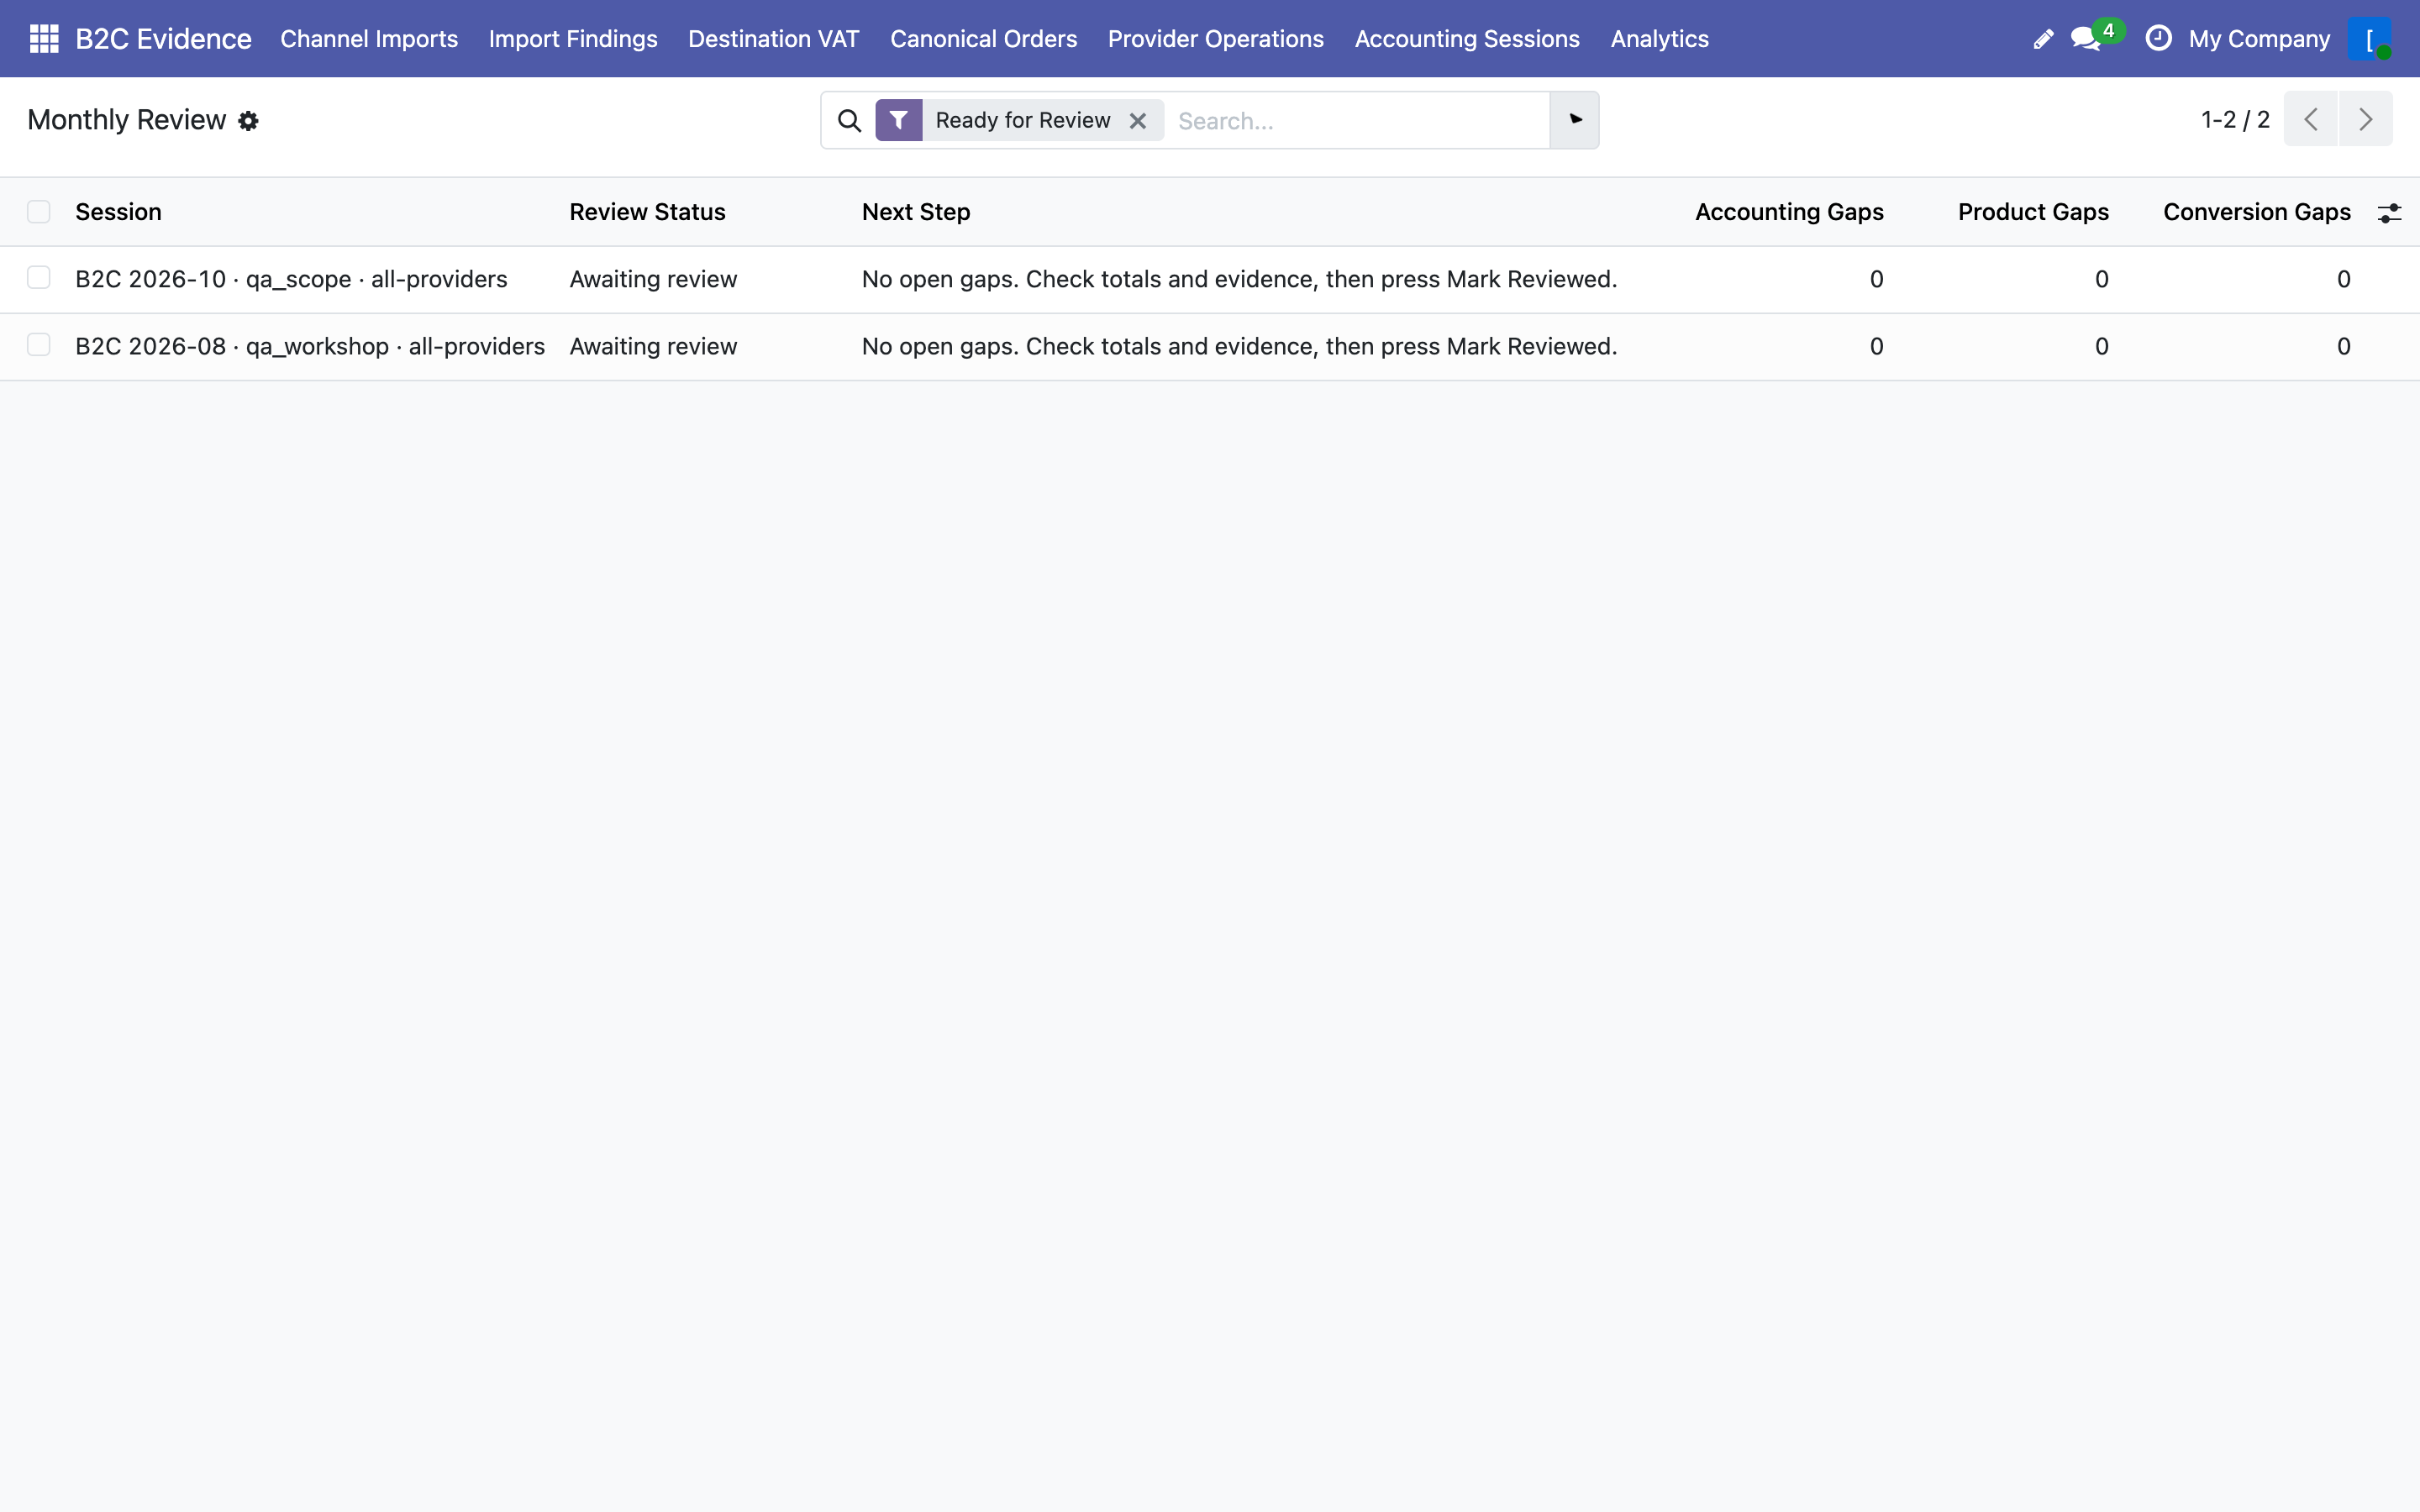 B2C Evidence Channel Imports Import Findings Destination VAT Canonical Orders Provider Operations Accounting Sessions Analytics 4 My Company [
Monthly Review Ready for Review Search... 1-2 / 2
Session Review Status Next Step Accounting Gaps Product Gaps Conversion Gaps
B2C 2026-10 · qa_scope · all-providers Awaiting review No open gaps. Check totals and evidence, then press Mark Reviewed. 0 0 0
B2C 2026-08 · qa_workshop · all-providers Awaiting review No open gaps. Check totals and evidence, then press Mark Reviewed. 0 0 0